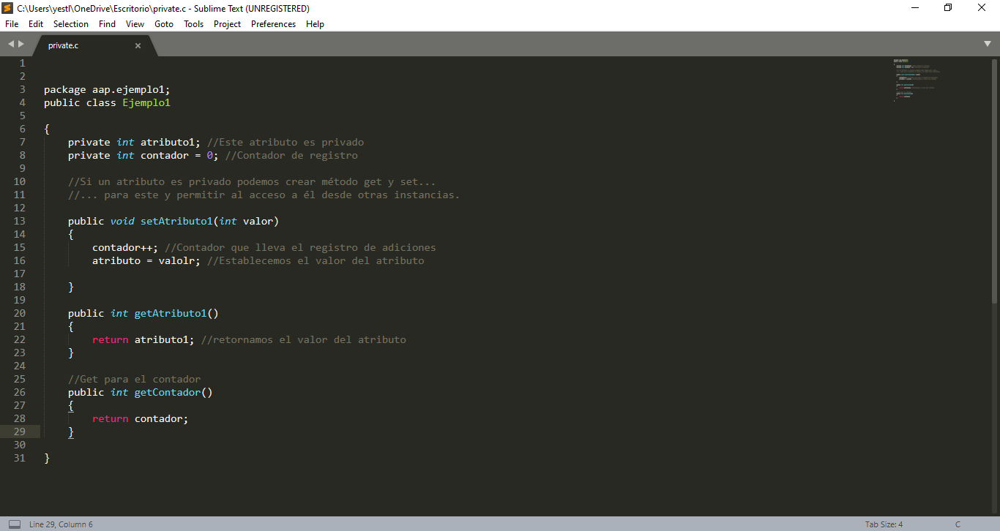 C:\Users\yestl\OneDrive\Escritorio\private.c - Sublime Text (UNREGISTERED)
File Edit Selection Find View Goto Tools Project Preferences Help
private.c
1
2
3 package aap.ejemplo1;
4 public class Ejemplo1
5
6 {
7 private int atributo1; //Este atributo es privado
8 private int contador = 0; //Contador de registro
9
10 //Si un atributo es privado podemos crear método get y set...
11 //... para este y permitir al acceso a él desde otras instancias.
12
13 public void setAtributo1(int valor)
14 {
15 contador++; //Contador que lleva el registro de adiciones
16 atributo = valolr; //Establecemos el valor del atributo
17
18 }
19
20 public int getAtributo1()
21 {
22 return atributo1; //retornamos el valor del atributo
23 }
24
25 //Get para el contador
26 public int getContador()
27 {
28 return contador;
29 }
30
31 }
Line 29, Column 6 Tab Size: 4 C